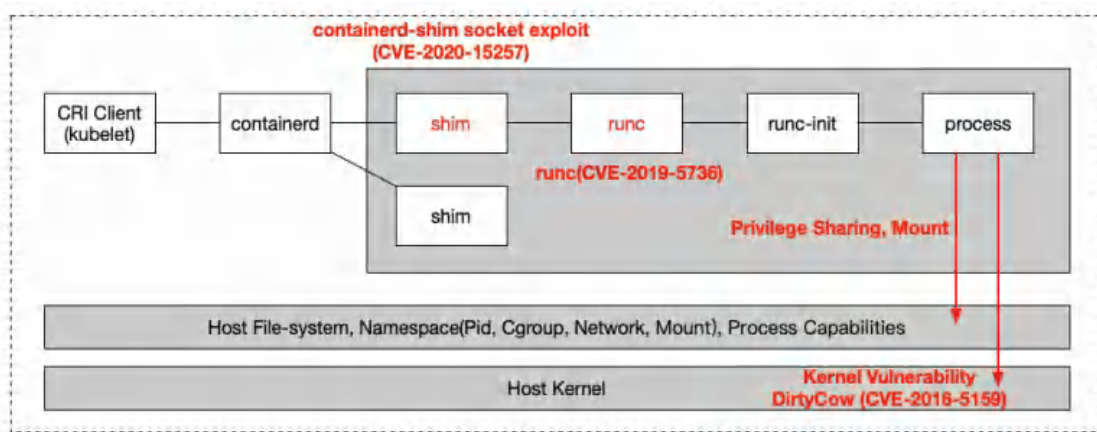 containerd-shim socket exploit
(CVE-2020-15257)
CRI Client
(kubelet)
containerd
shim
runc
runc-init
process
runc(CVE-2019-5736)
shim
Privilege Sharing, Mount
Host File-system, Namespace(Pid, Cgroup, Network, Mount), Process Capabilities
Host Kernel
Kernel Vulnerability
DirtyCow (CVE-2016-5159)